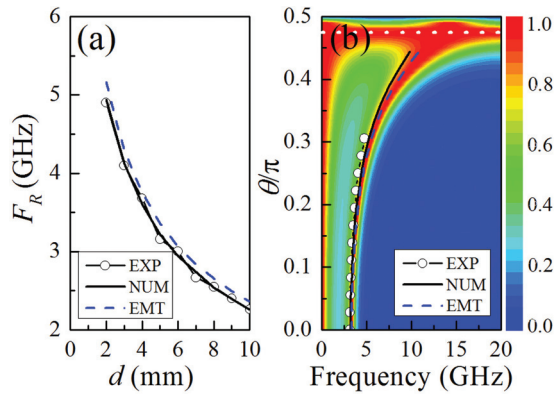 (a)
F_R (GHz)
6
5
4
3
2
EXP
NUM
EMT
0 2 4 6 8 10
d (mm)
(b)
θ/π
0.5
0.4
0.3
0.2
0.1
0.0
EXP
NUM
EMT
0 5 10 15 20
Frequency (GHz)
1.0
0.8
0.6
0.4
0.2
0.0